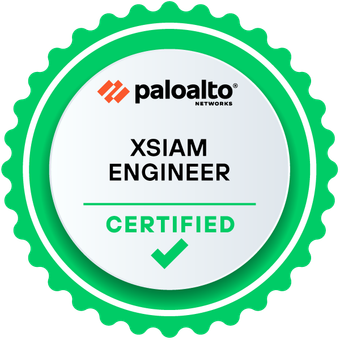 paloalto®
NETWORKS
XSIAM
ENGINEER
CERTIFIED